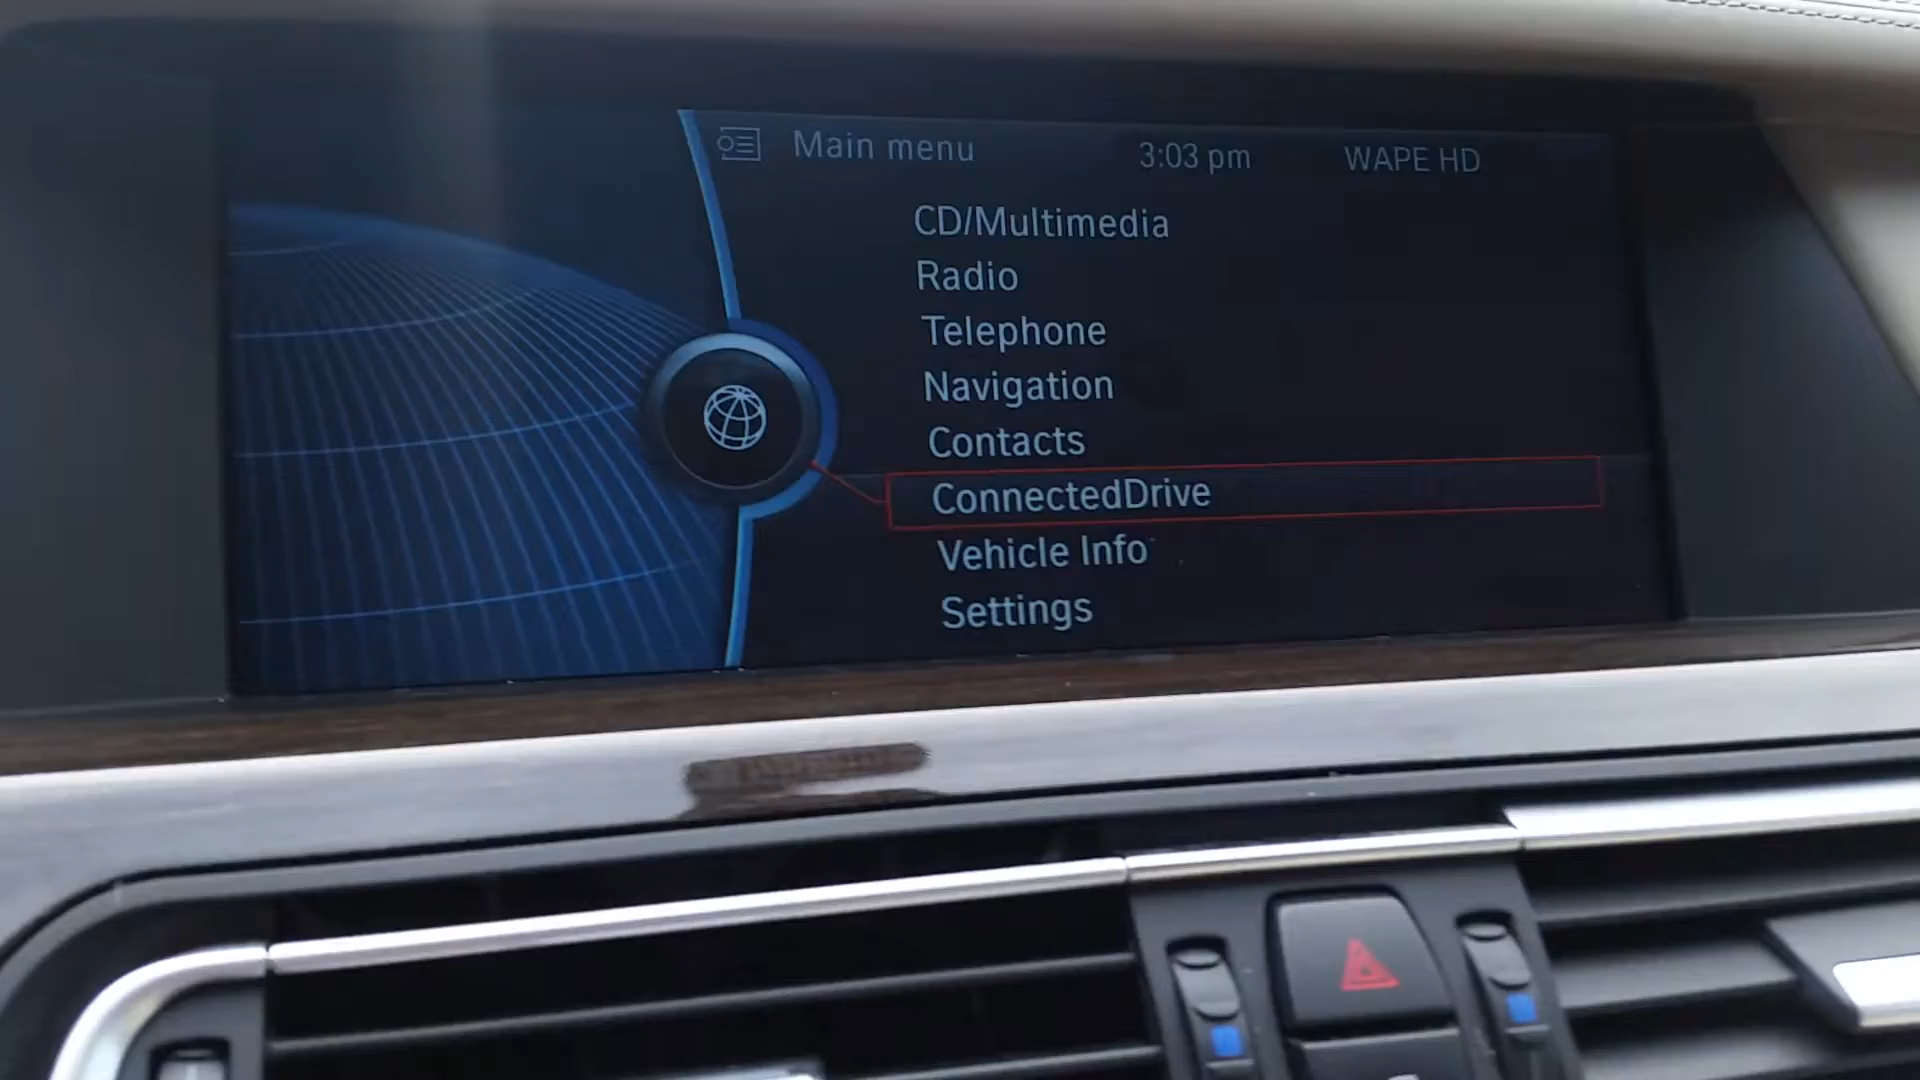 Main menu 3:03 pm WAPE HD
CD/Multimedia
Radio
Telephone
Navigation
Contacts
ConnectedDrive
Vehicle Info
Settings